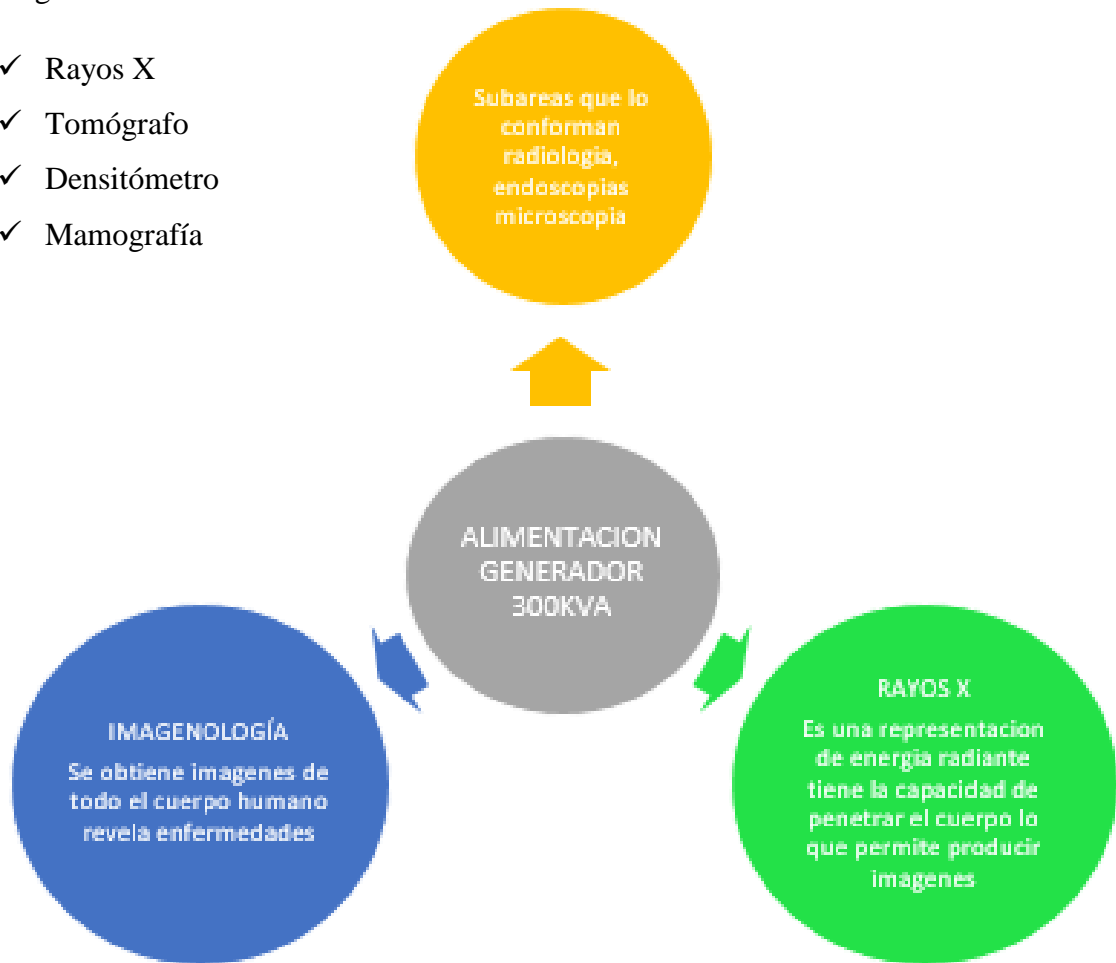 ✓ Rayos X
✓ Tomógrafo
✓ Densitómetro
✓ Mamografía
Subareas que lo
conforman
radiologia,
endoscopias
microscopia
ALIMENTACION
GENERADOR
300KVA
IMAGENOLOGÍA
Se obtiene imagenes de
todo el cuerpo humano
revela enfermedades
RAYOS X
Es una representacion
de energia radiante
tiene la capacidad de
penetrar el cuerpo lo
que permite producir
imagenes